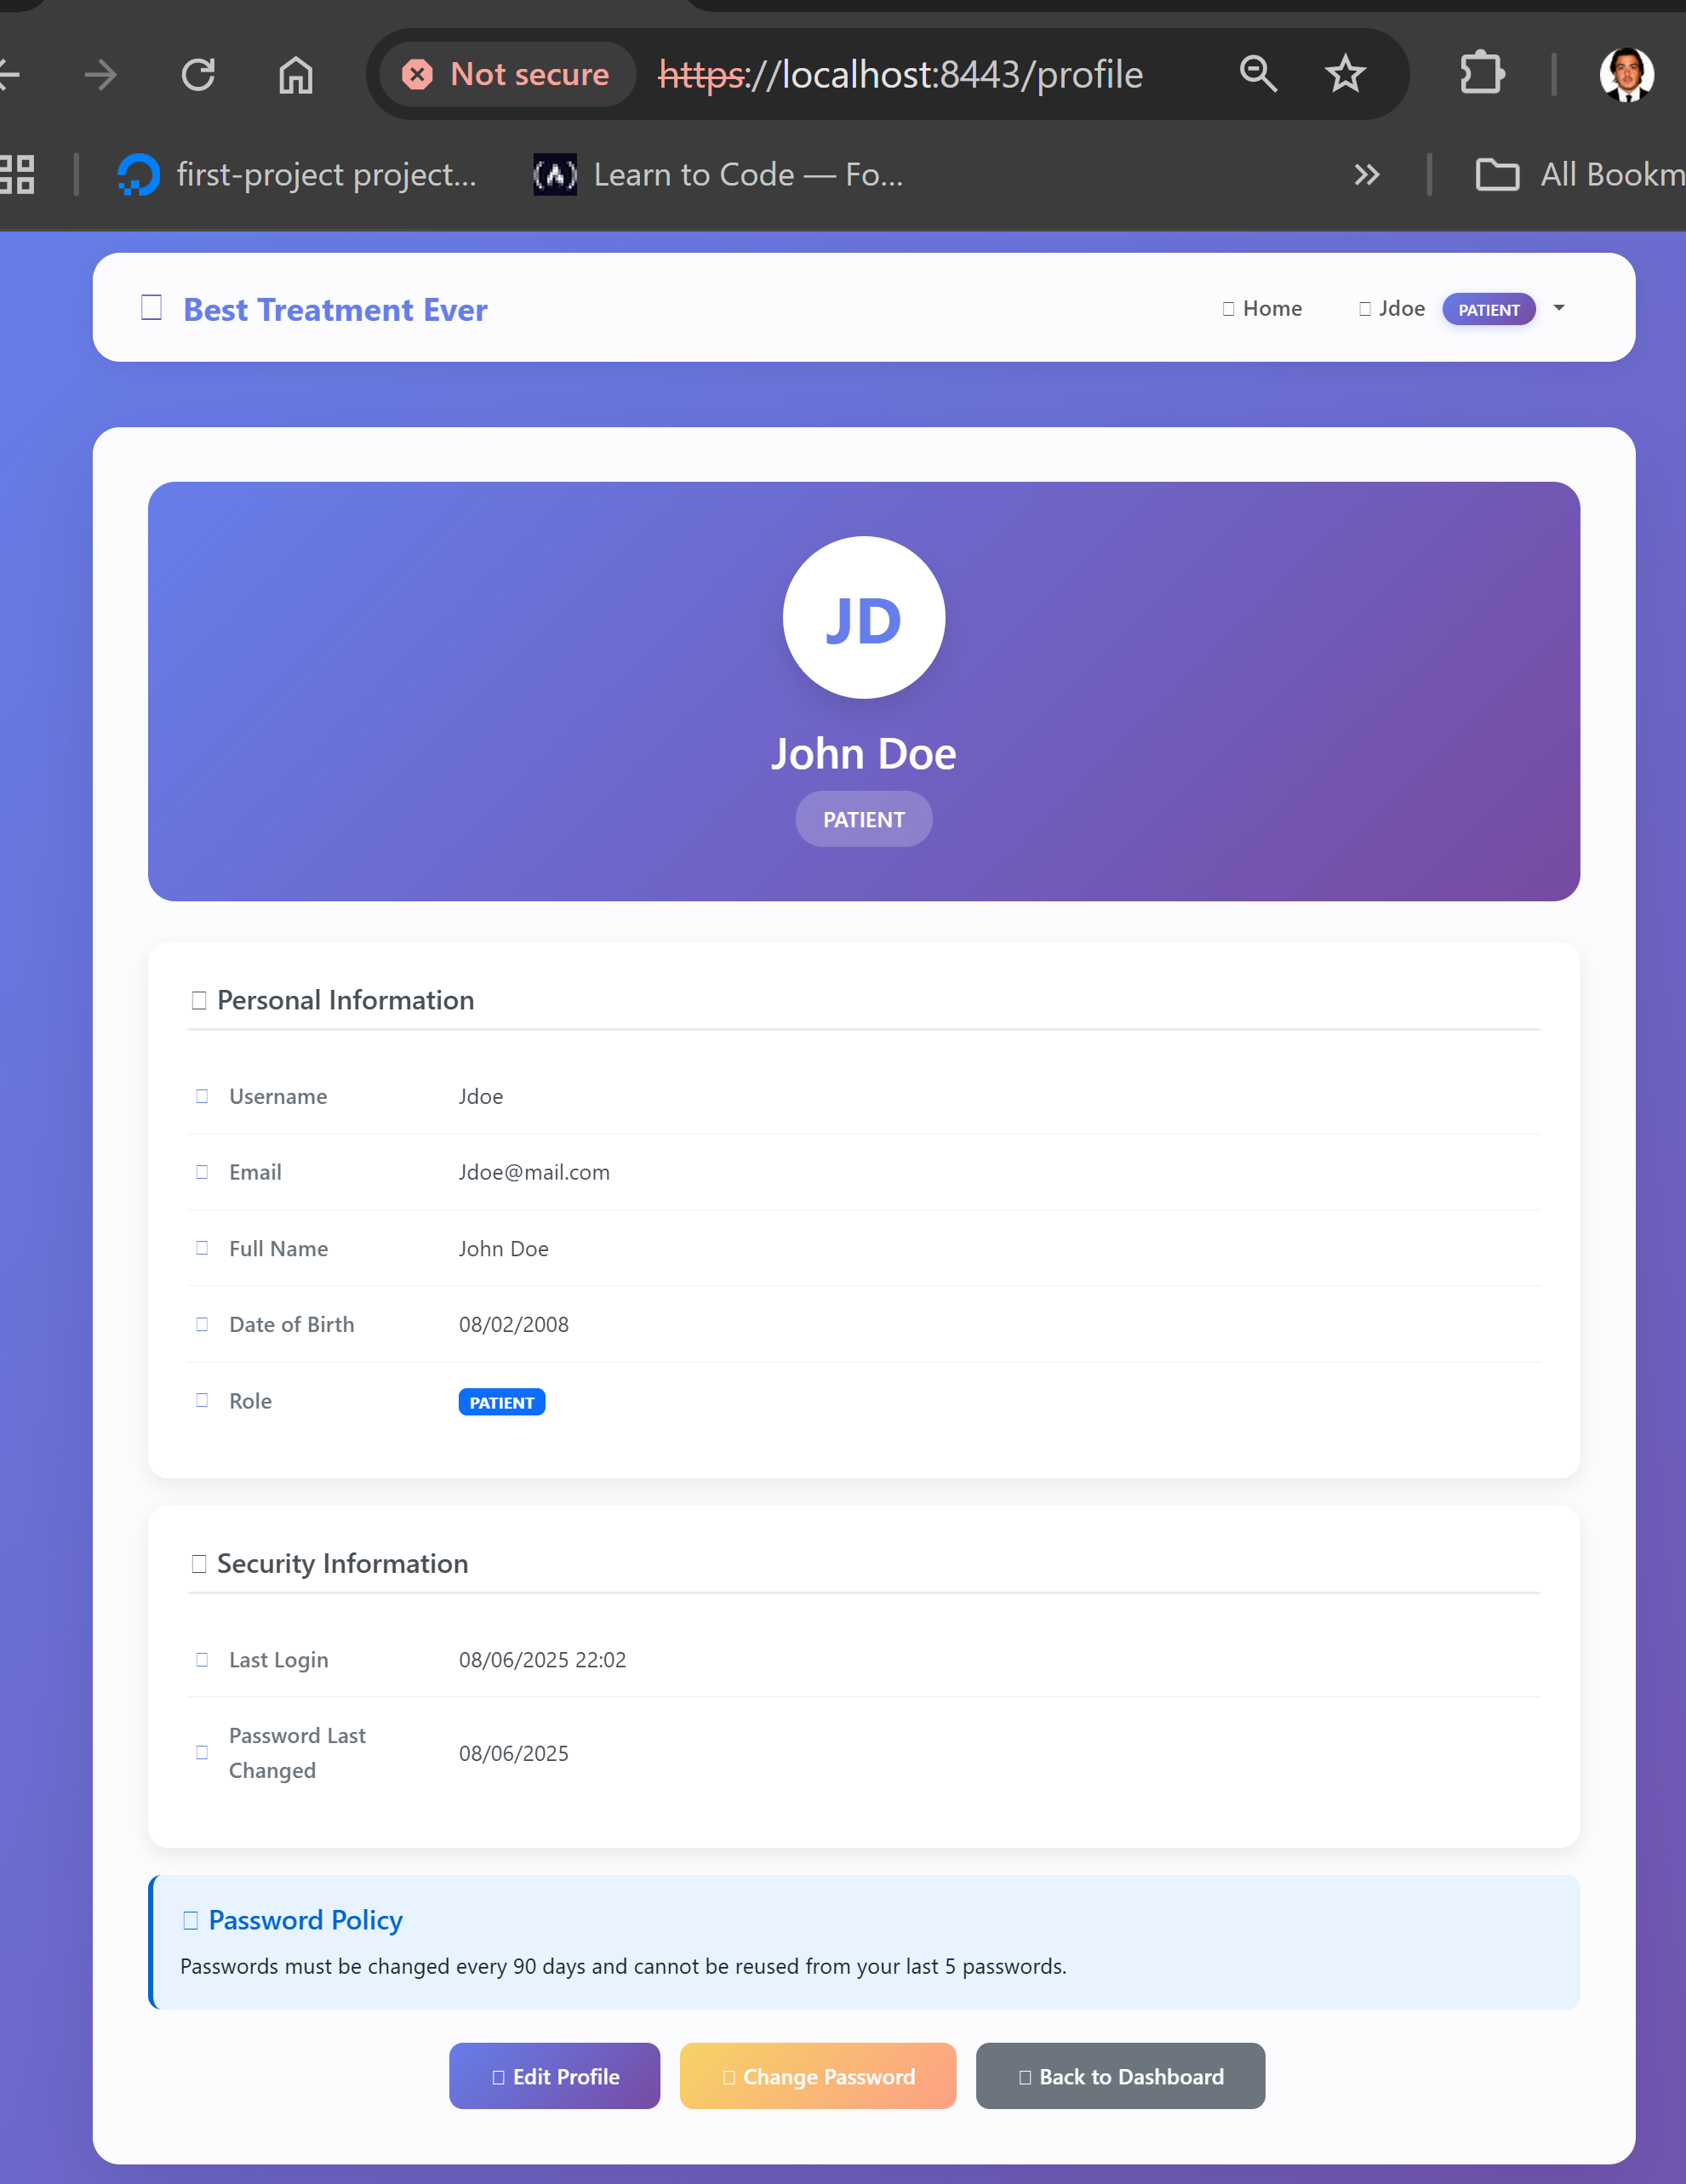 Not secure https://localhost:8443/profile
first-project project... (A) Learn to Code — Fo... All Bookm
Best Treatment Ever Home Jdoe PATIENT
JD
John Doe
PATIENT
Personal Information
Username Jdoe
Email Jdoe@mail.com
Full Name John Doe
Date of Birth 08/02/2008
Role PATIENT
Security Information
Last Login 08/06/2025 22:02
Password Last
Changed 08/06/2025
Password Policy
Passwords must be changed every 90 days and cannot be reused from your last 5 passwords.
Edit Profile Change Password Back to Dashboard